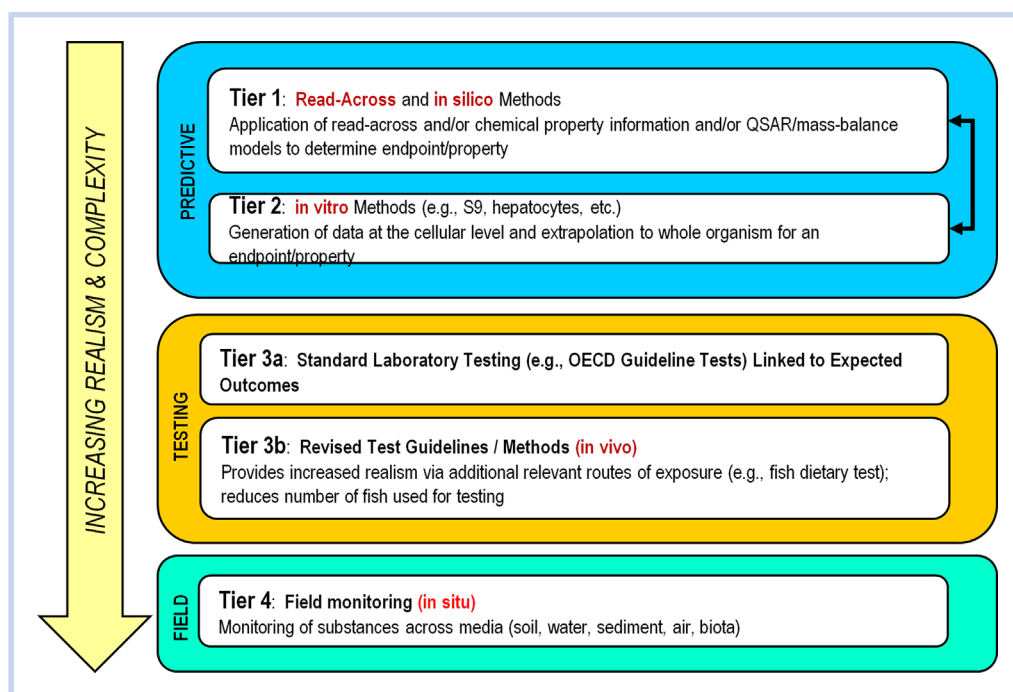 INCREASING REALISM & COMPLEXITY
PREDICTIVE
Tier 1: Read-Across and in silico Methods
Application of read-across and/or chemical property information and/or QSAR/mass-balance
models to determine endpoint/property
Tier 2: in vitro Methods (e.g., S9, hepatocytes, etc.)
Generation of data at the cellular level and extrapolation to whole organism for an
endpoint/property
TESTING
Tier 3a: Standard Laboratory Testing (e.g., OECD Guideline Tests) Linked to Expected
Outcomes
Tier 3b: Revised Test Guidelines / Methods (in vivo)
Provides increased realism via additional relevant routes of exposure (e.g., fish dietary test);
reduces number of fish used for testing
FIELD
Tier 4: Field monitoring (in situ)
Monitoring of substances across media (soil, water, sediment, air, biota)